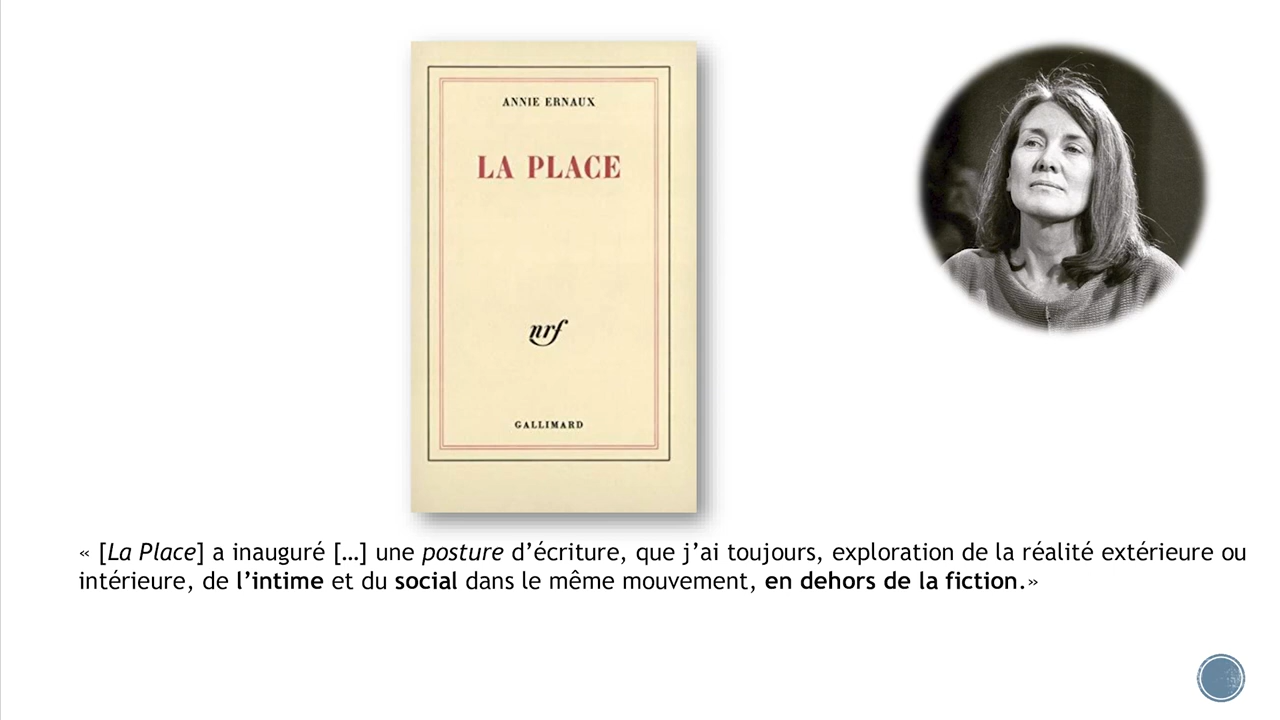 ANNIE ERNAUX
LA PLACE
nrf
GALLIMARD
« [La Place] a inauguré […] une posture d’écriture, que j’ai toujours, exploration de la réalité extérieure ou
intérieure, de l’intime et du social dans le même mouvement, en dehors de la fiction.»